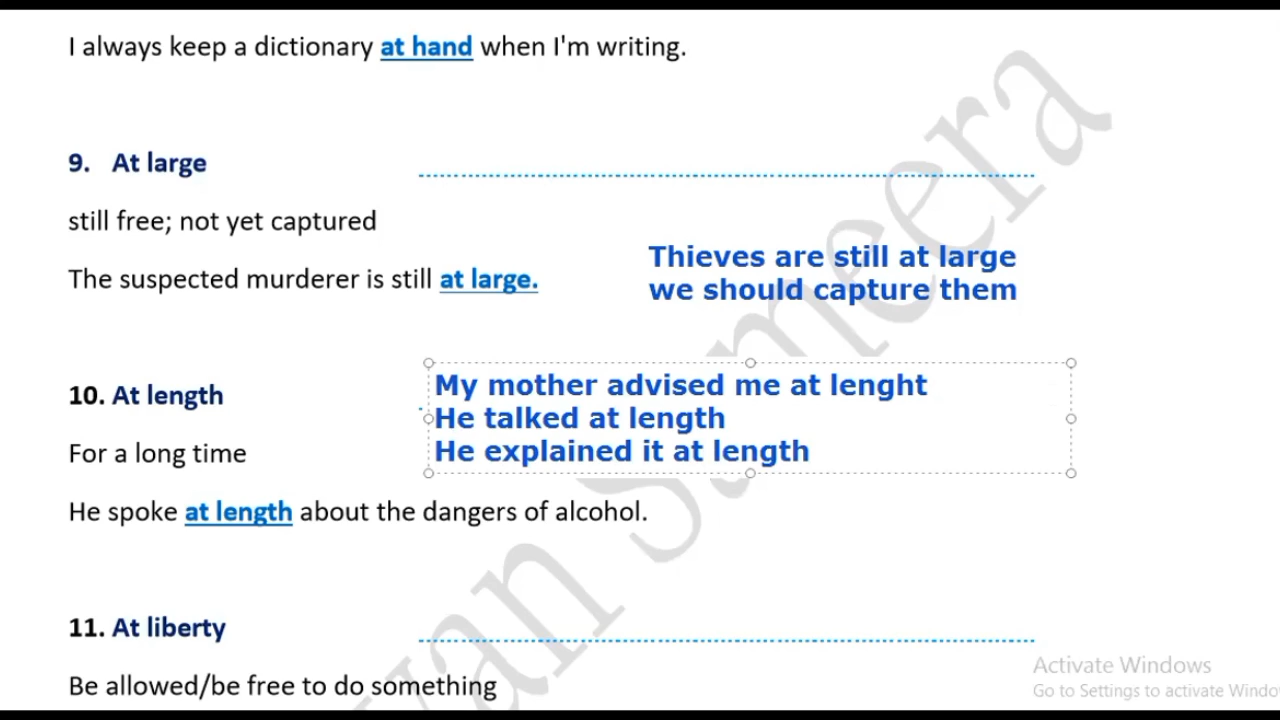 I always keep a dictionary at hand when I'm writing.
9. At large
still free; not yet captured
The suspected murderer is still at large.
Thieves are still at large
we should capture them
10. At length
My mother advised me at lenght
He talked at length
He explained it at length
For a long time
He spoke at length about the dangers of alcohol.
11. At liberty
Be allowed/be free to do something
Activate Windows
Go to Settings to activate Windo